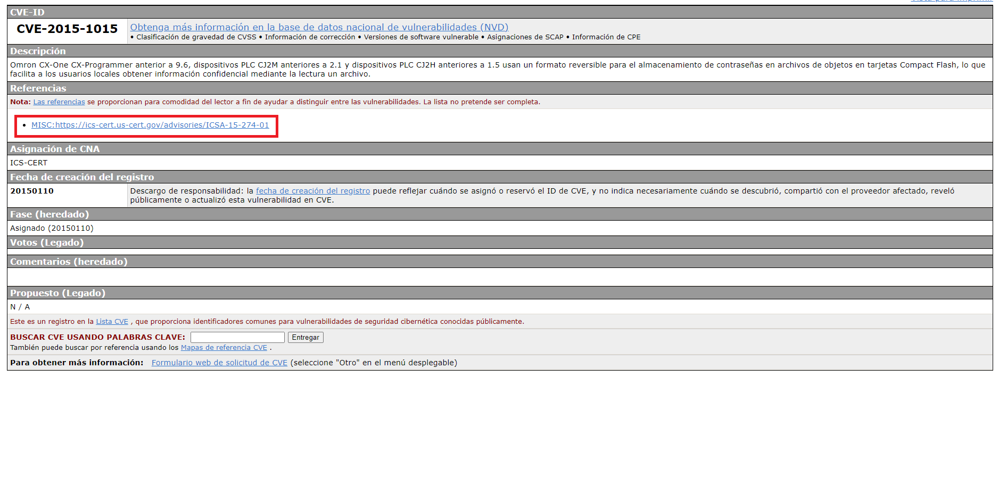 Vista para imprimir
CVE-ID
CVE-2015-1015
Obtenga más información en la base de datos nacional de vulnerabilidades (NVD)
• Clasificación de gravedad de CVSS • Información de corrección • Versiones de software vulnerable • Asignaciones de SCAP • Información de CPE
Descripción
Omron CX-One CX-Programmer anterior a 9.6, dispositivos PLC CJ2M anteriores a 2.1 y dispositivos PLC CJ2H anteriores a 1.5 usan un formato reversible para el almacenamiento de contraseñas en archivos de objetos en tarjetas Compact Flash, lo que
facilita a los usuarios locales obtener información confidencial mediante la lectura un archivo.
Referencias
Nota: Las referencias se proporcionan para comodidad del lector a fin de ayudar a distinguir entre las vulnerabilidades. La lista no pretende ser completa.
• MISC:https://ics-cert.us-cert.gov/advisories/ICSA-15-274-01
Asignación de CNA
ICS-CERT
Fecha de creación del registro
20150110
Descargo de responsabilidad: la fecha de creación del registro puede reflejar cuándo se asignó o reservó el ID de CVE, y no indica necesariamente cuándo se descubrió, compartió con el proveedor afectado, reveló
públicamente o actualizó esta vulnerabilidad en CVE.
Fase (heredado)
Asignado (20150110)
Votos (Legado)
Comentarios (heredado)
Propuesto (Legado)
N / A
Este es un registro en la Lista CVE , que proporciona identificadores comunes para vulnerabilidades de seguridad cibernética conocidas públicamente.
BUSCAR CVE USANDO PALABRAS CLAVE: Entregar
También puede buscar por referencia usando los Mapas de referencia CVE .
Para obtener más información: Formulario web de solicitud de CVE (seleccione "Otro" en el menú desplegable)